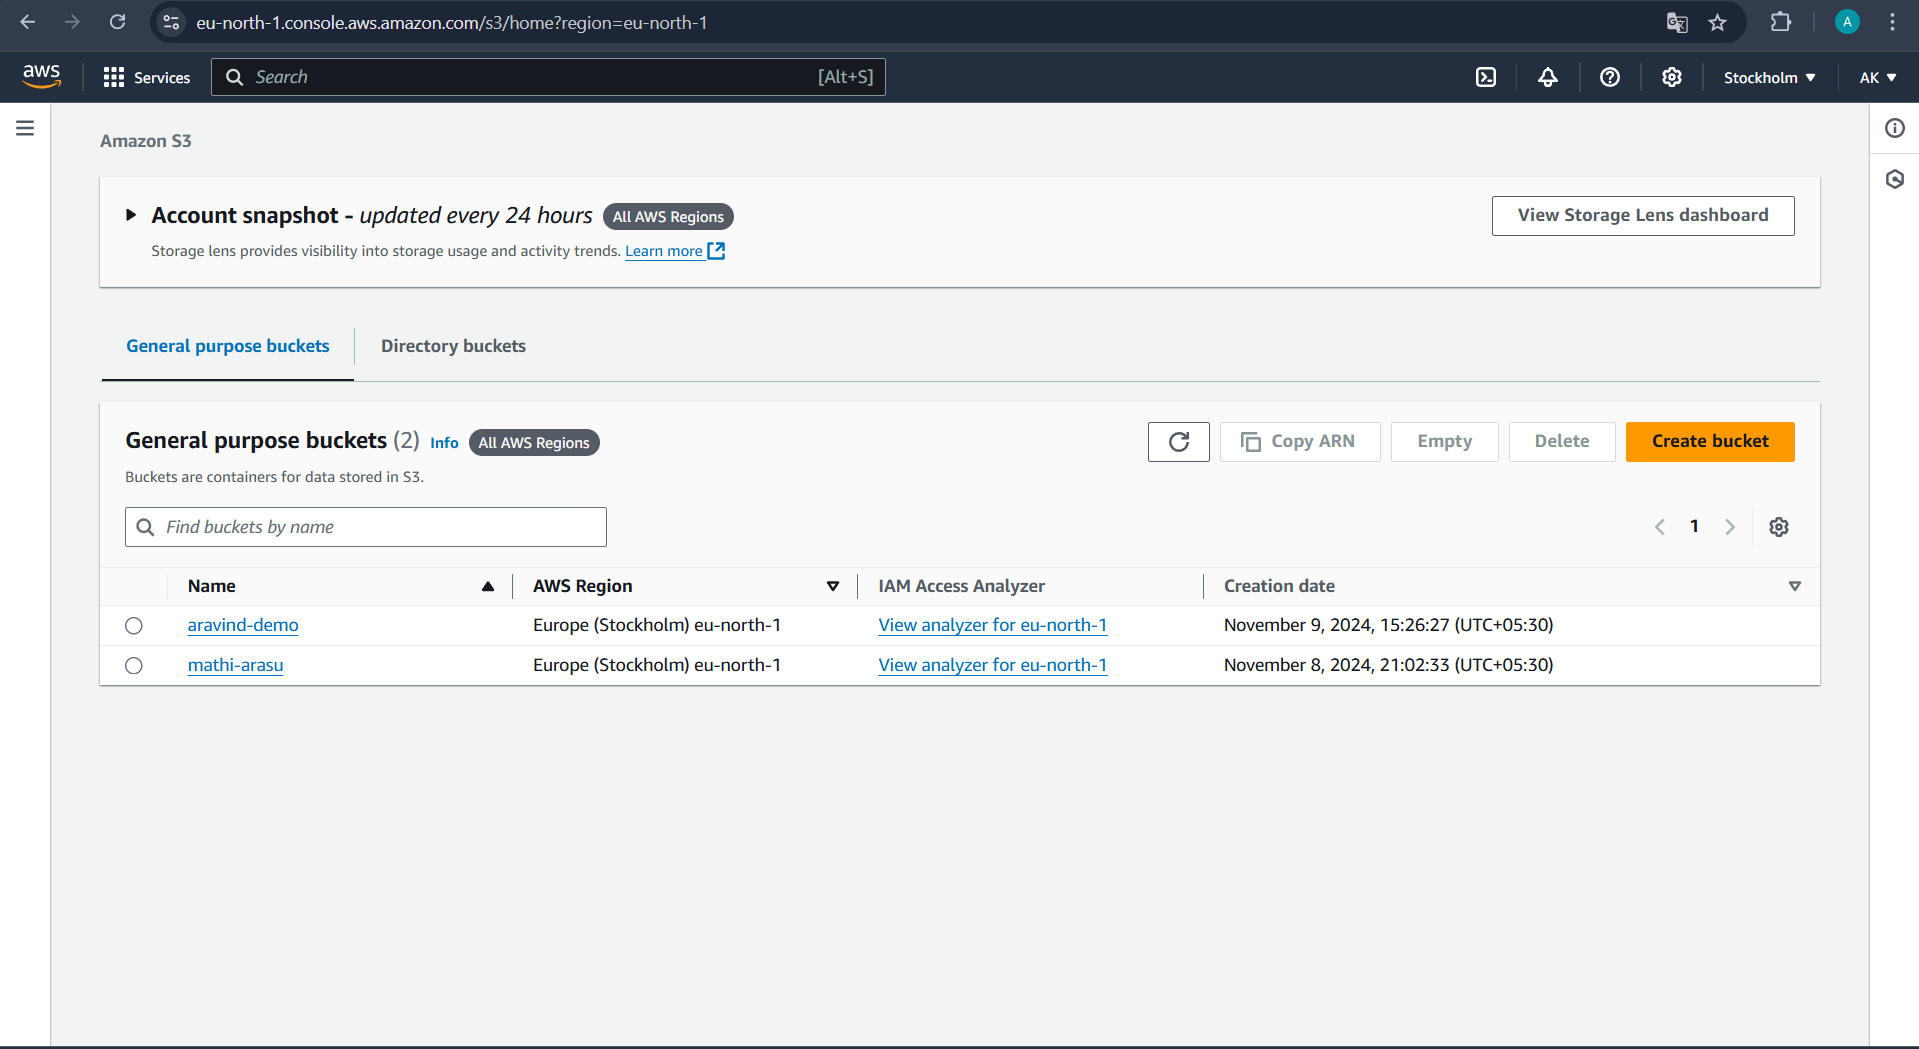 eu-north-1.console.aws.amazon.com/s3/home?region=eu-north-1
A
aws
Services
Search
[Alt+S]
Stockholm
AK
Amazon S3
Account snapshot - updated every 24 hours
All AWS Regions
View Storage Lens dashboard
Storage lens provides visibility into storage usage and activity trends. Learn more
General purpose buckets
Directory buckets
General purpose buckets (2) Info
All AWS Regions
Copy ARN
Empty
Delete
Create bucket
Buckets are containers for data stored in S3.
Find buckets by name
1
Name
AWS Region
IAM Access Analyzer
Creation date
aravind-demo
Europe (Stockholm) eu-north-1
View analyzer for eu-north-1
November 9, 2024, 15:26:27 (UTC+05:30)
mathi-arasu
Europe (Stockholm) eu-north-1
View analyzer for eu-north-1
November 8, 2024, 21:02:33 (UTC+05:30)